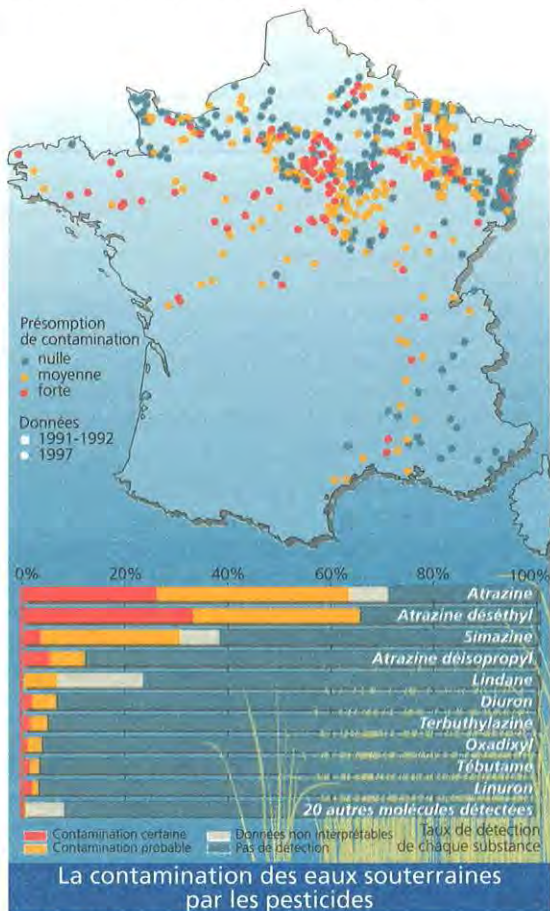 Présomption
de contamination
nulle
moyenne
forte
Données
1991-1992
1997
0% 20% 40% 60% 80% 100%
Atrazine
Atrazine déséthyl
Simazine
Atrazine déisopropyl
Lindane
Diuron
Terbuthylazine
Oxadixyl
Tébutame
Linuron
20 autres molécules détectées
Contamination certaine
Contamination probable
Données non interprétables
Pas de détection
Taux de détection
de chaque substance
La contamination des eaux souterraines
par les pesticides